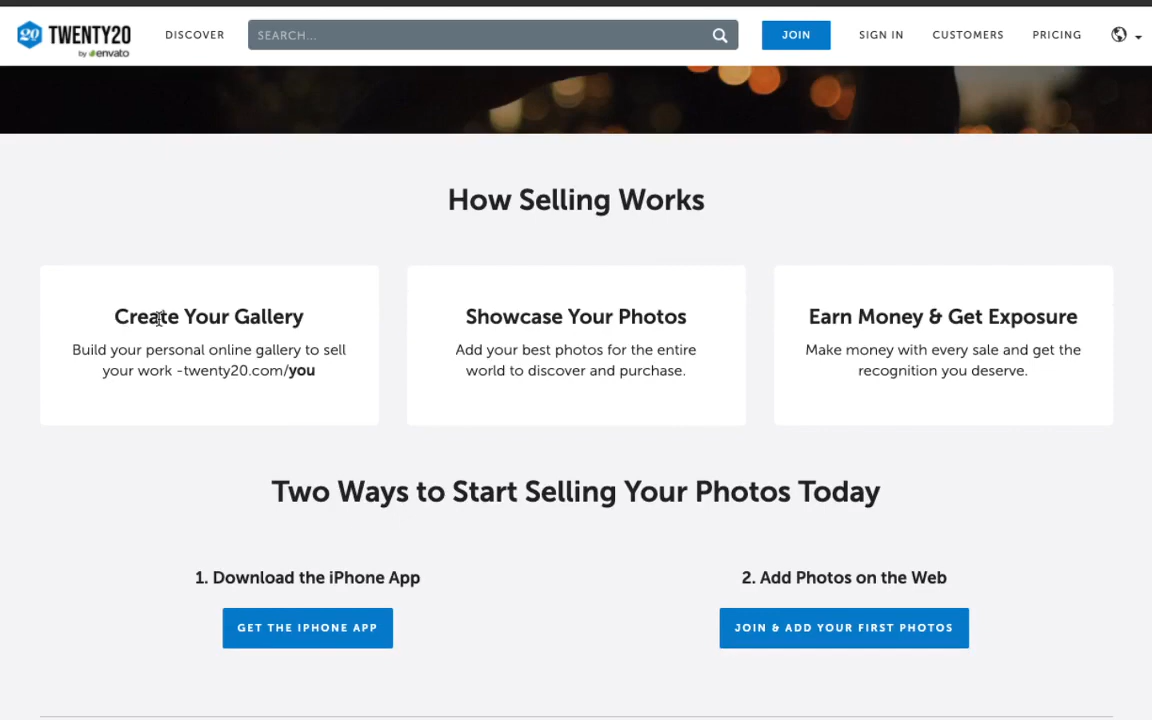 20 TWENTY20
by envato
DISCOVER
SEARCH...
JOIN
SIGN IN
CUSTOMERS
PRICING
How Selling Works
Create Your Gallery
Build your personal online gallery to sell
your work -twenty20.com/you
Showcase Your Photos
Add your best photos for the entire
world to discover and purchase.
Earn Money & Get Exposure
Make money with every sale and get the
recognition you deserve.
Two Ways to Start Selling Your Photos Today
1. Download the iPhone App
GET THE IPHONE APP
2. Add Photos on the Web
JOIN & ADD YOUR FIRST PHOTOS